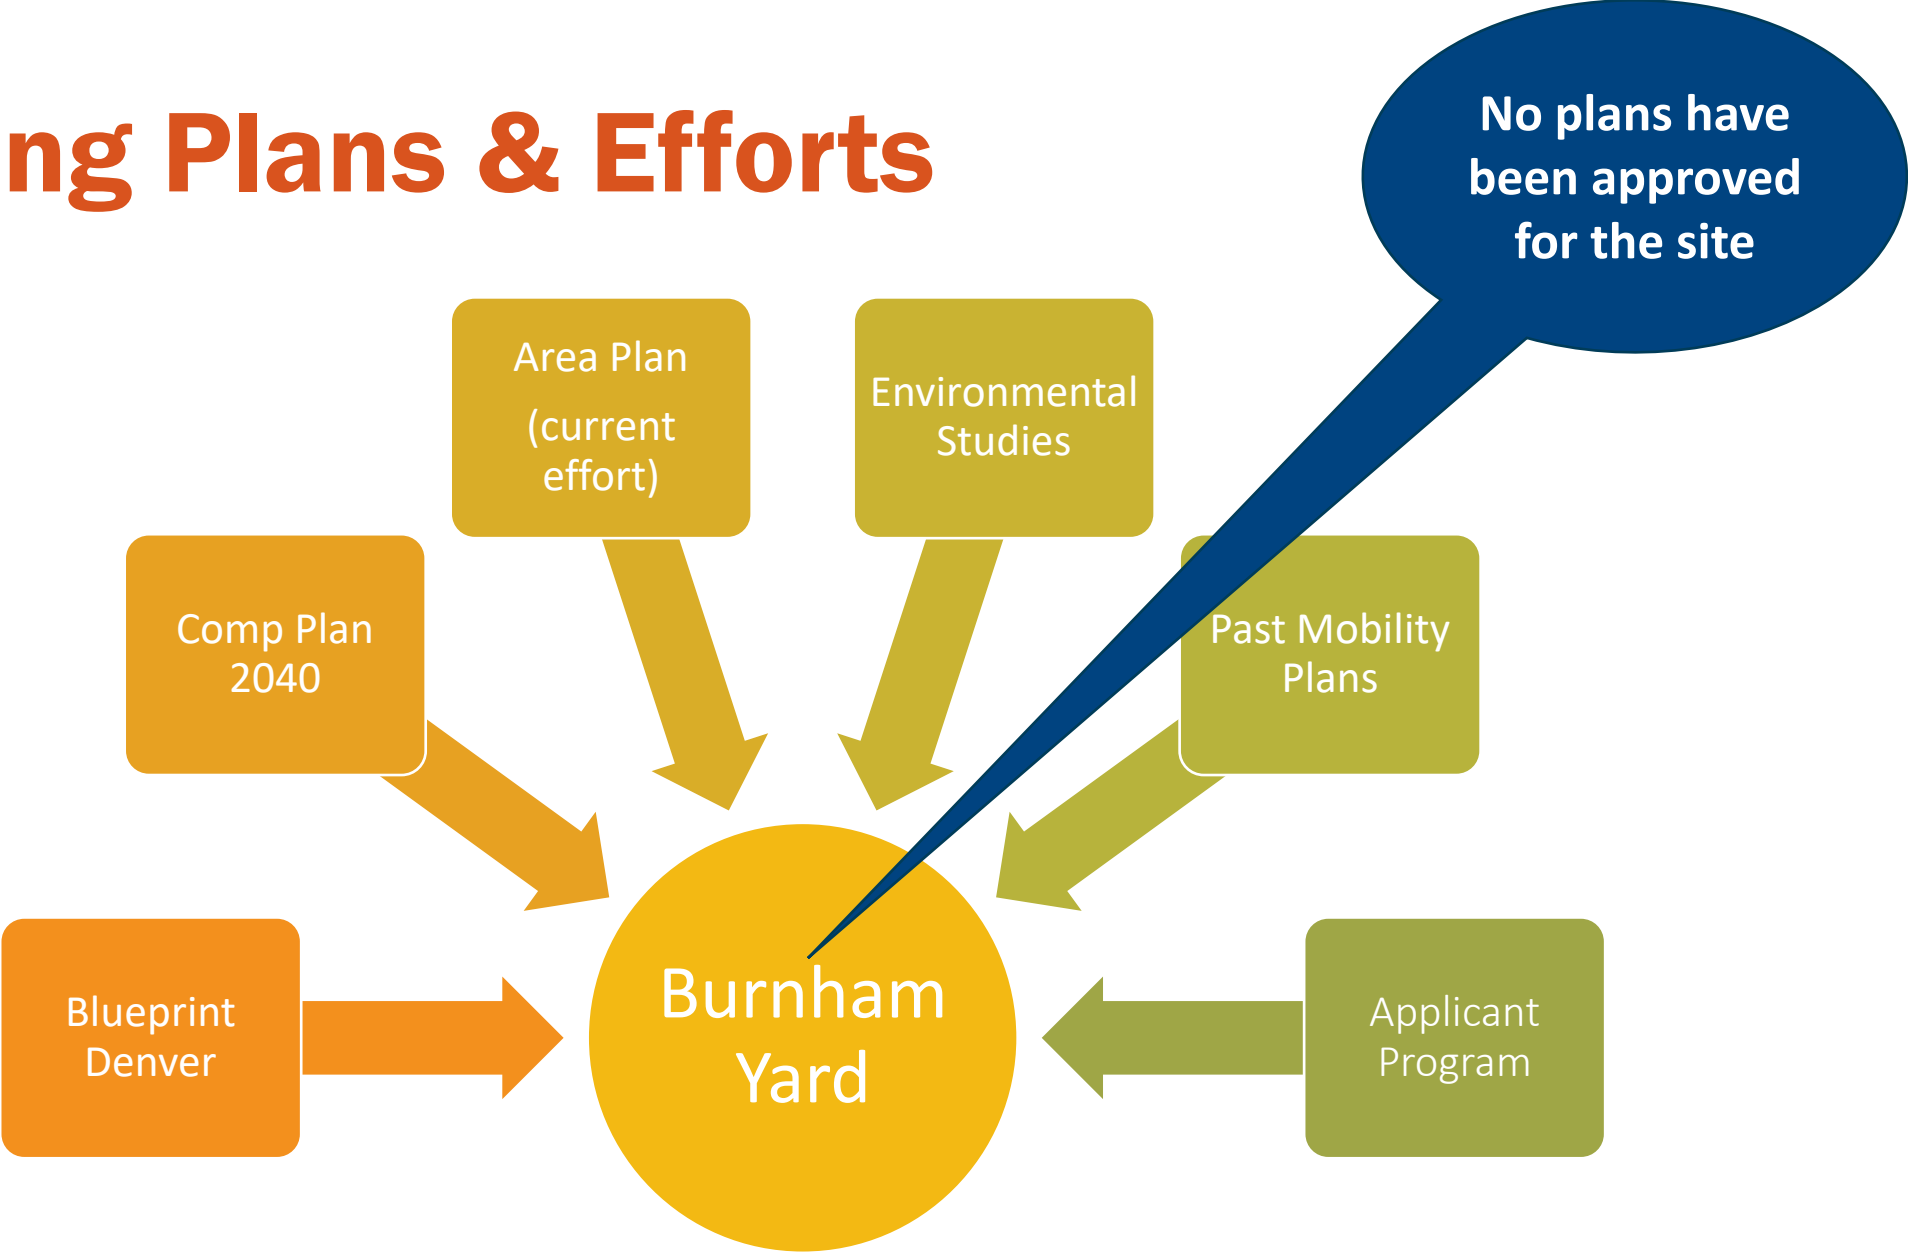 ng Plans & Efforts
No plans have
been approved
for the site
Area Plan
(current
effort)
Environmental
Studies
Comp Plan
2040
Past Mobility
Plans
Blueprint
Denver
Burnham
Yard
Applicant
Program